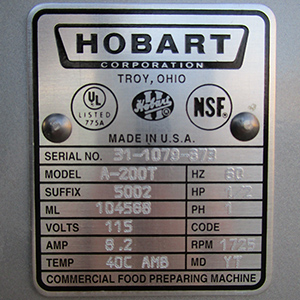 HOBART
CORPORATION
TROY, OHIO
UL LISTED 775A Hobart NSF
MADE IN U.S.A.
SERIAL NO. 31-1070-878
MODEL A-200T HZ 60
SUFFIX 5002 HP 1/2
ML 104568 PH 1
VOLTS 115 CODE
AMP 8.2 RPM 1725
TEMP 40C AMB MD YT
COMMERCIAL FOOD PREPARING MACHINE